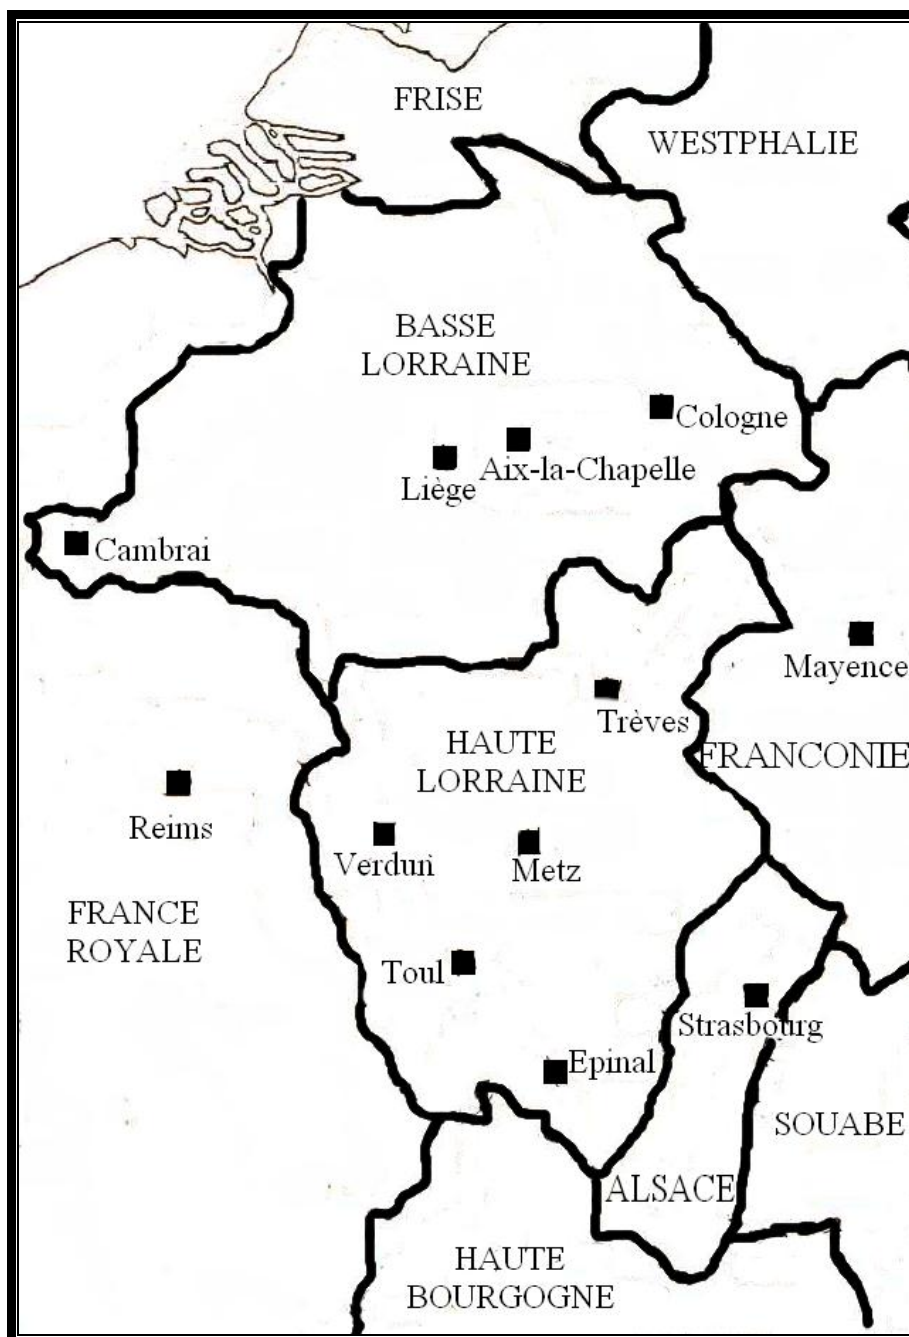 FRISE
WESTPHALIE
BASSE
LORRAINE
Cologne
Aix-la-Chapelle
Liège
Cambrai
Mayence
Trèves
HAUTE
LORRAINE
FRANCONIE
Reims
Verdun
Metz
FRANCE
ROYALE
Toul
Strasbourg
Epinal
SOUABE
ALSACE
HAUTE
BOURGOGNE